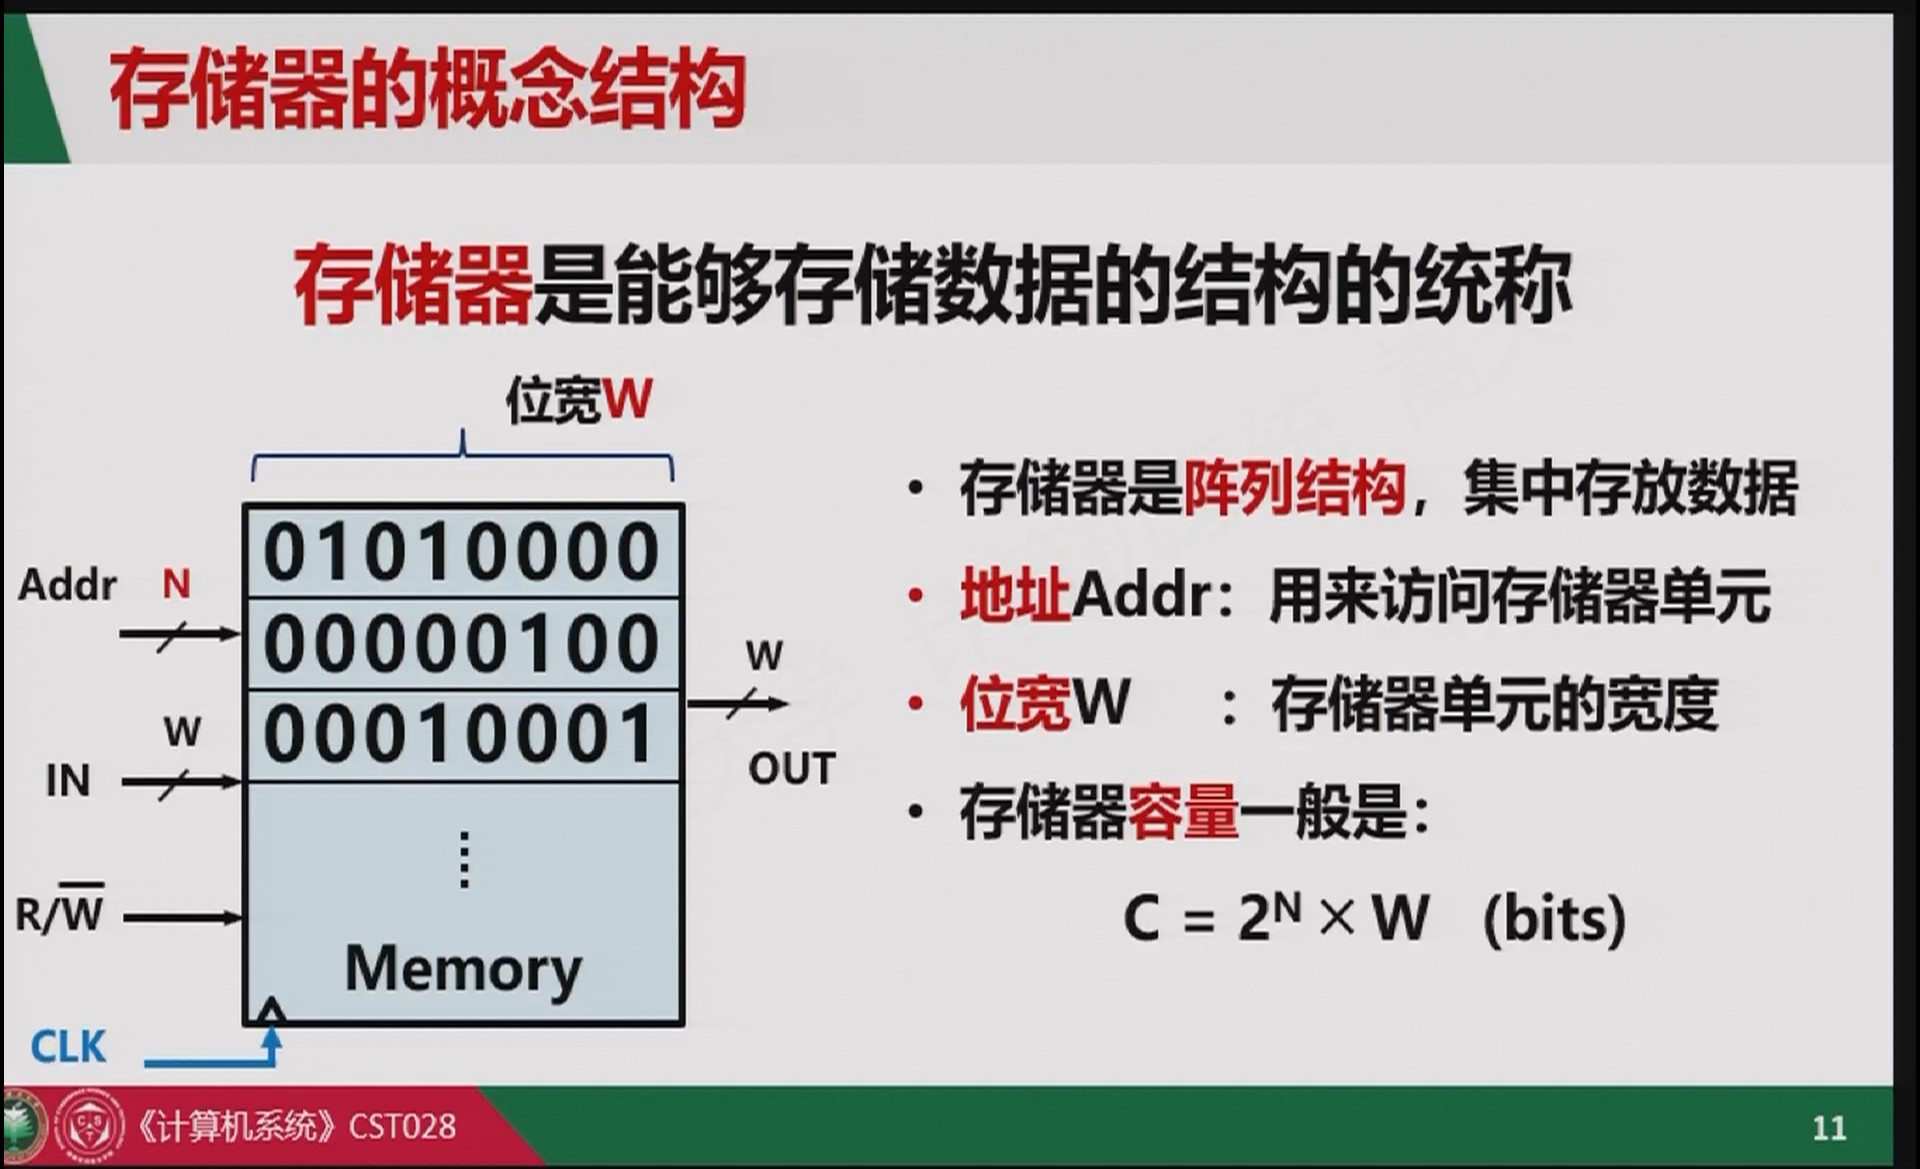 存储器的概念结构
存储器是能够存储数据的结构的统称
位宽W
01010000
00000100
00010001
⋮
Memory
Addr N
W
IN
R/W̅
CLK
W
OUT
• 存储器是阵列结构，集中存放数据
• 地址Addr：用来访问存储器单元
• 位宽W ：存储器单元的宽度
• 存储器容量一般是：
C = 2ᴺ × W (bits)
《计算机系统》CST028
11